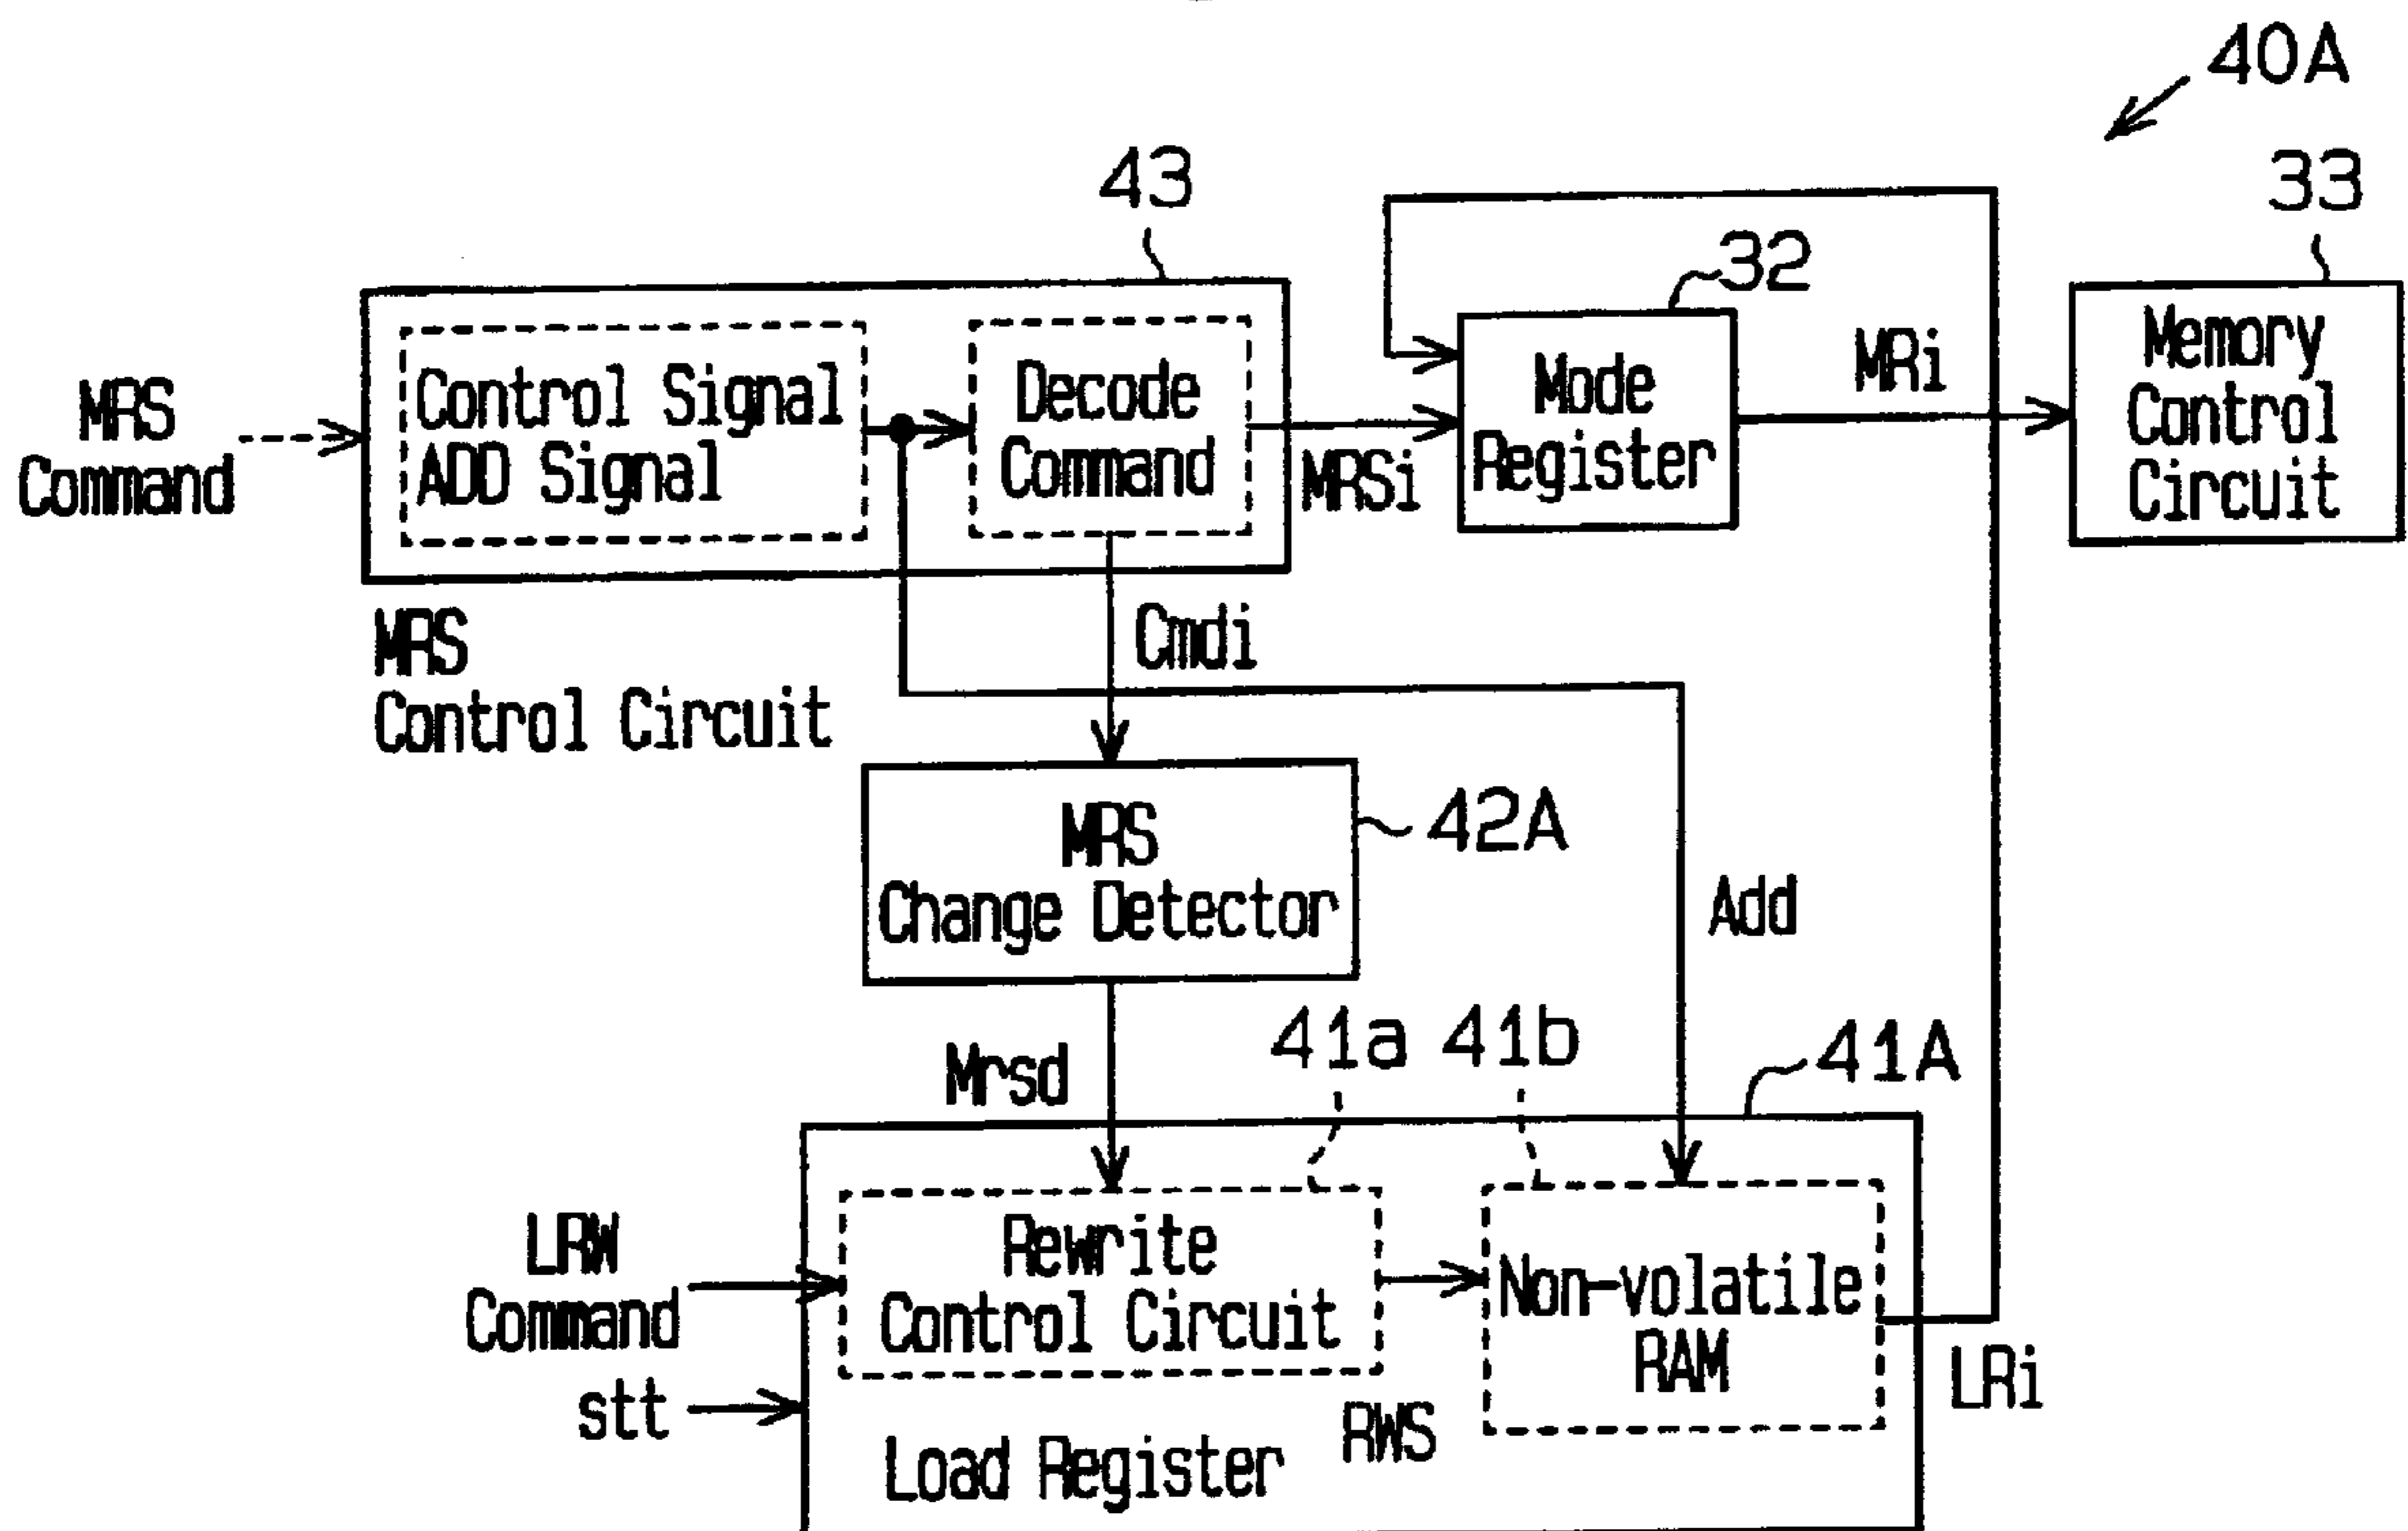 40A
43
33
32
MRS
Command
Control Signal
ADD Signal
Decode
Command
MRSi
Mode
Register
MRi
Memory
Control
Circuit
MRS
Control Circuit
Cmdi
MRS
Change Detector
42A
Add
Mrsd
41a
41b
41A
LRW
Command
stt
Rewrite
Control Circuit
Non-volatile
RAM
RWS
LRi
Load Register